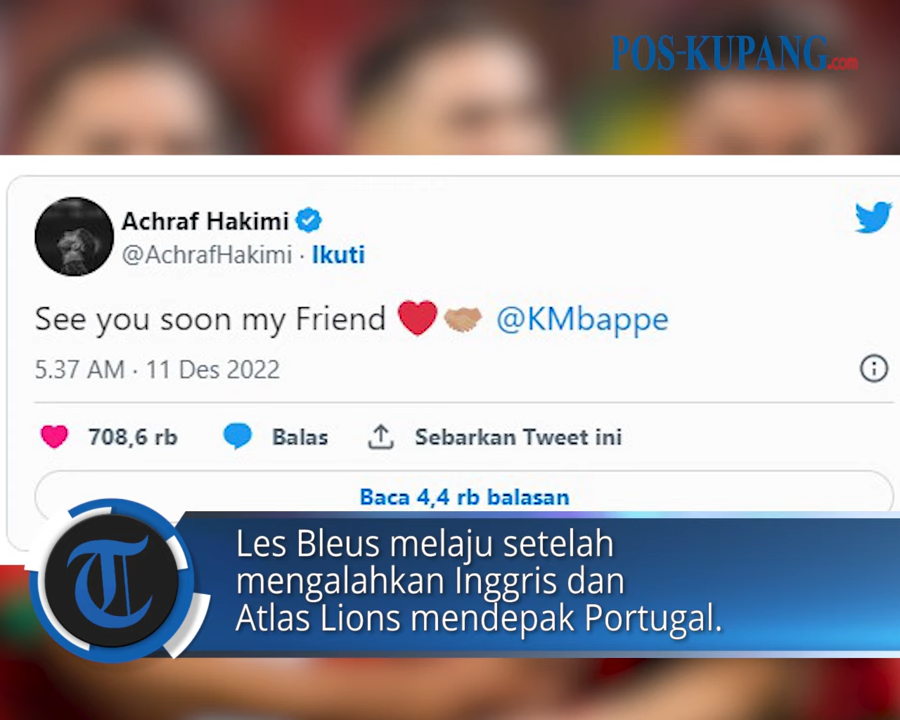 POS-KUPANG.com
Achraf Hakimi
@AchrafHakimi · Ikuti
See you soon my Friend ❤️🤝🏼 @KMbappe
5.37 AM · 11 Des 2022
708,6 rb Balas Sebarkan Tweet ini
Baca 4,4 rb balasan
T
Les Bleus melaju setelah
mengalahkan Inggris dan
Atlas Lions mendepak Portugal.